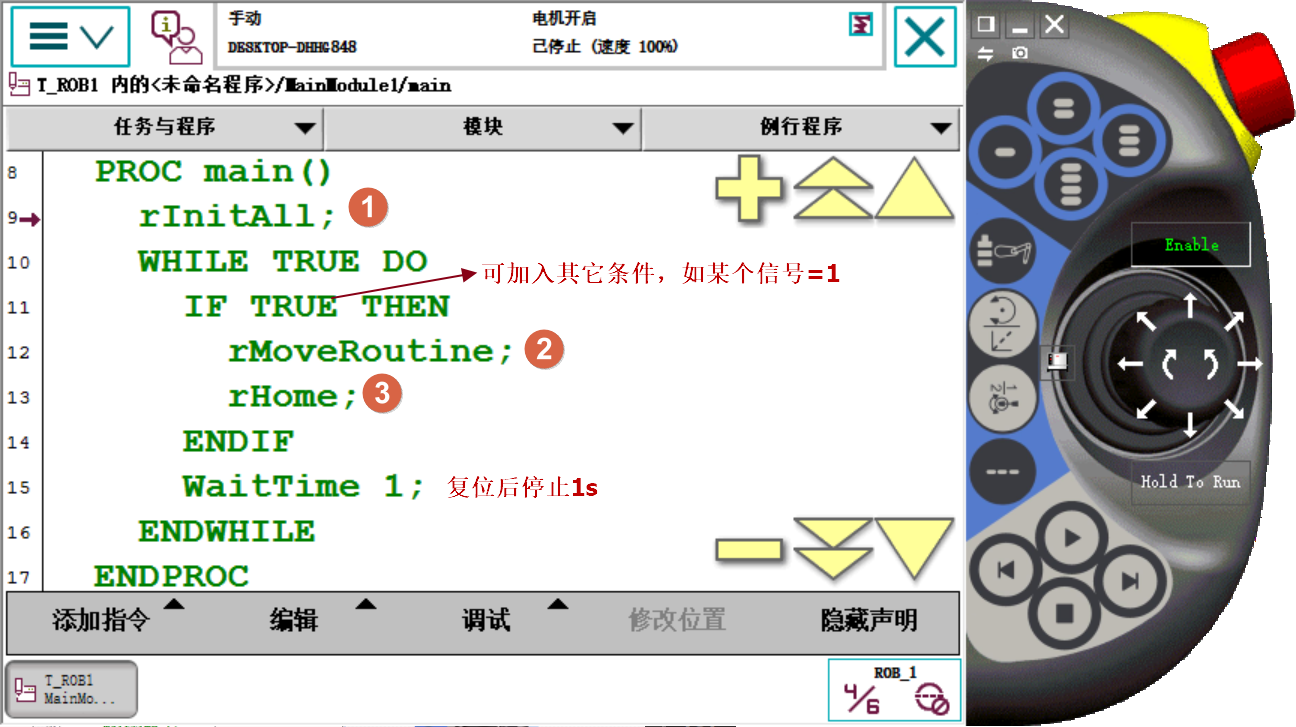 手动
电机开启
DESKTOP-DHHG848
已停止 (速度 100%)
T_ROB1 内的<未命名程序>/MainModule1/main
任务与程序
模块
例行程序
8 PROC main()
9 rInitAll; 1
10 WHILE TRUE DO
可加入其它条件，如某个信号=1
11 IF TRUE THEN
12 rMoveRoutine; 2
13 rHome; 3
14 ENDIF
15 WaitTime 1; 复位后停止1s
16 ENDWHILE
17 ENDPROC
添加指令
编辑
调试
修改位置
隐藏声明
T_ROB1
MainMo...
ROB_1
Enable
Hold To Run